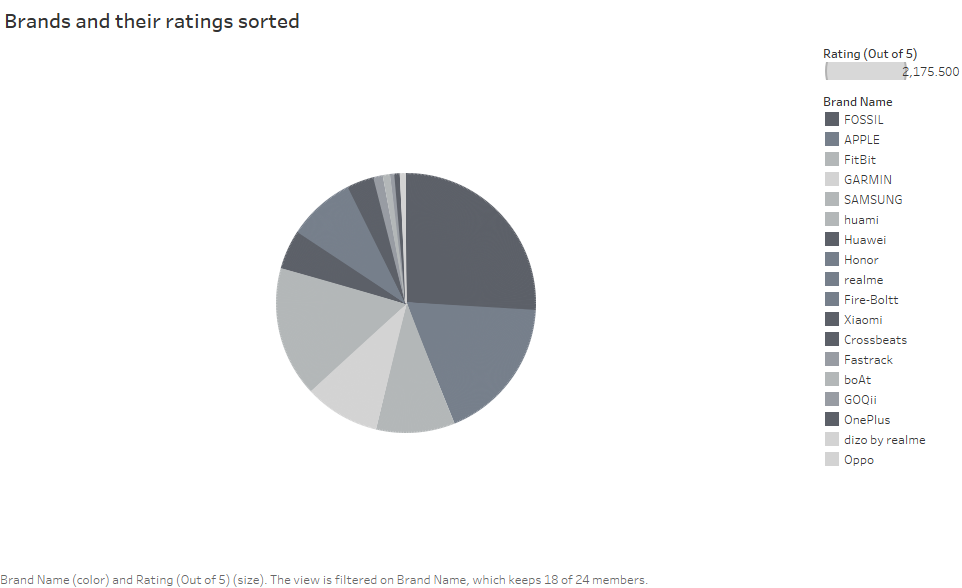 Brands and their ratings sorted
Rating (Out of 5)
2,175.500
Brand Name
FOSSIL
APPLE
FitBit
GARMIN
SAMSUNG
huami
Huawei
Honor
realme
Fire-Boltt
Xiaomi
Crossbeats
Fastrack
boAt
GOQii
OnePlus
dizo by realme
Oppo
Brand Name (color) and Rating (Out of 5) (size). The view is filtered on Brand Name, which keeps 18 of 24 members.